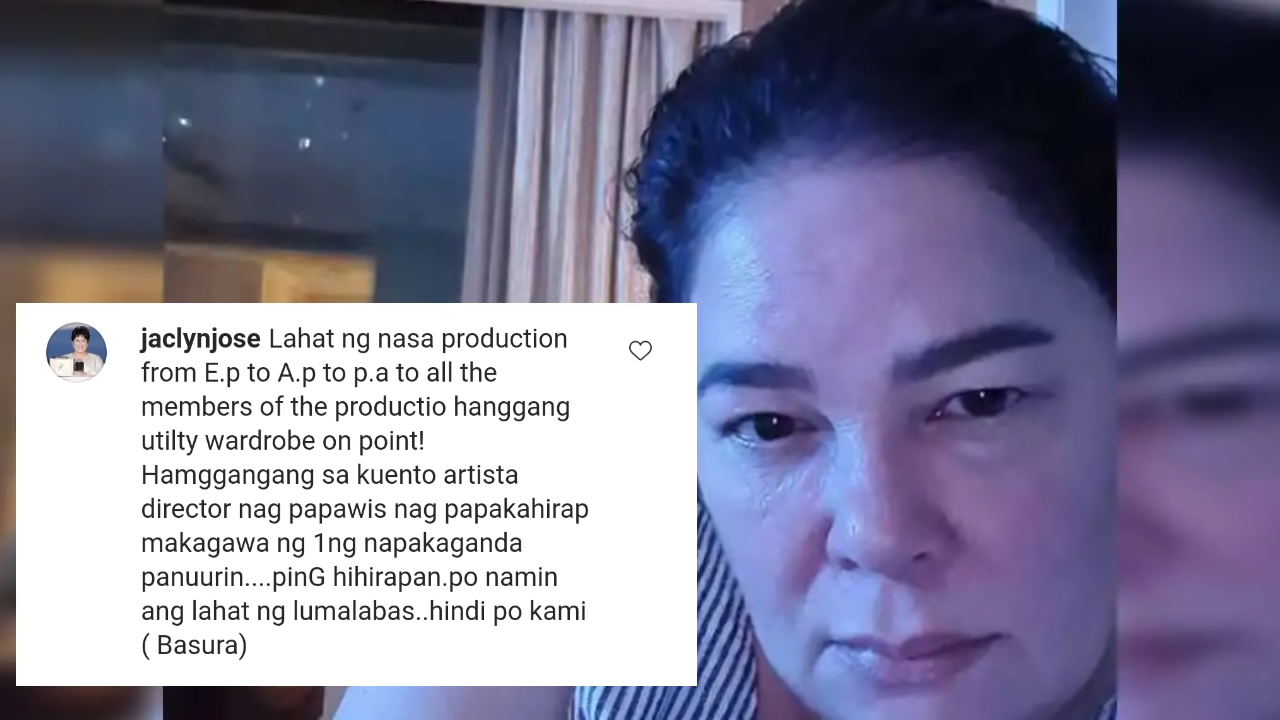 jaclynjose Lahat ng nasa production
from E.p to A.p to p.a to all the
members of the productio hanggang
utilty wardrobe on point!
Hamggangang sa kuento artista
director nag papawis nag papakahirap
makagawa ng 1ng napakaganda
panuurin....pinG hihirapan.po namin
ang lahat ng lumalabas..hindi po kami
( Basura)